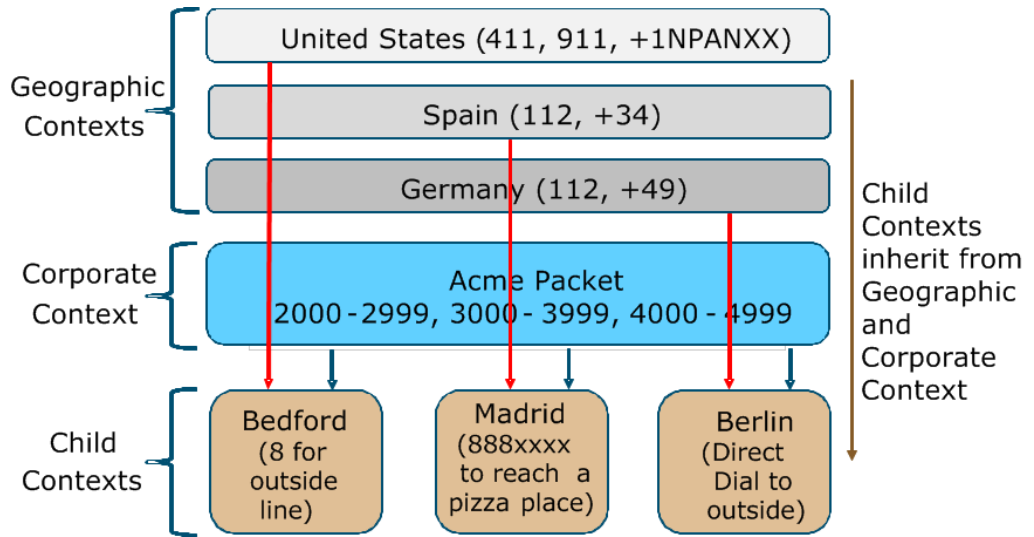 United States (411, 911, +1NPANXX)
Geographic
Contexts
Spain (112, +34)
Germany (112, +49)
Child
Contexts
inherit from
Geographic
and
Corporate
Context
Corporate
Context
Acme Packet
2000-2999, 3000-3999, 4000-4999
Child
Contexts
Bedford
(8 for
outside
line)
Madrid
(888xxxx
to reach a
pizza place)
Berlin
(Direct
Dial to
outside)